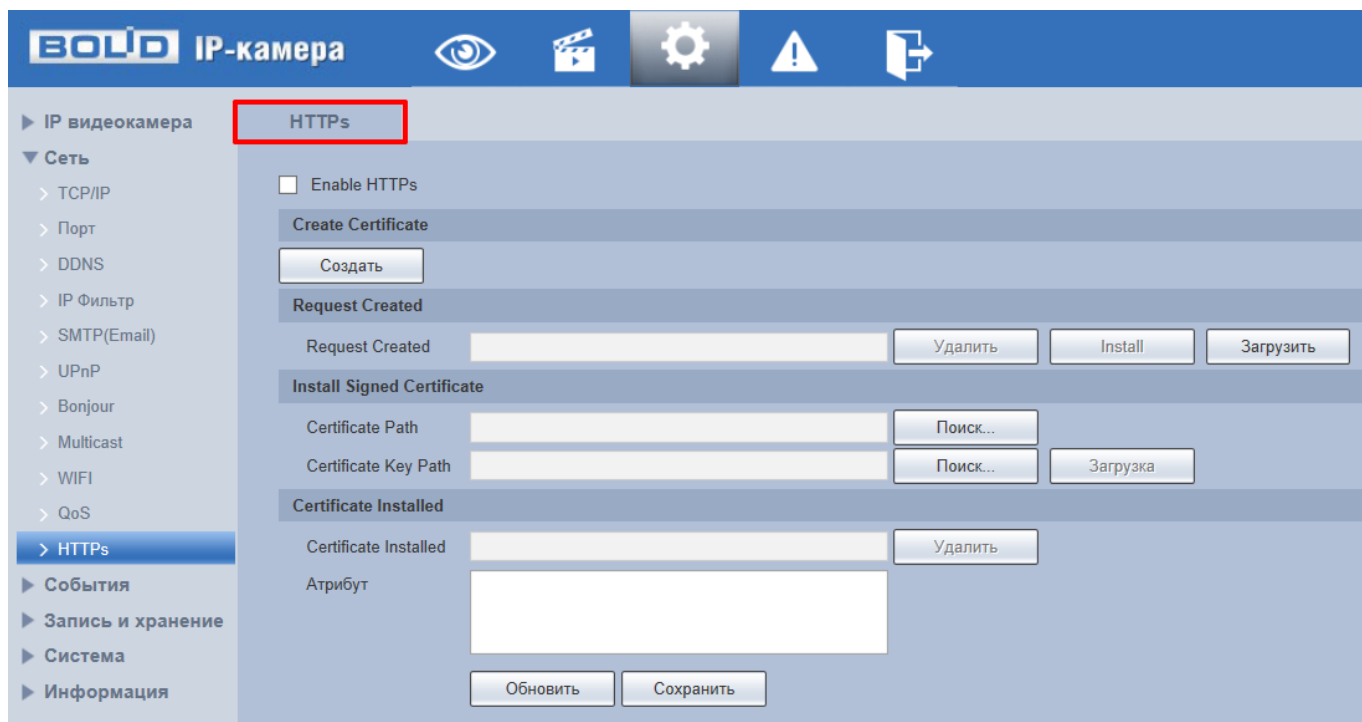 BOLID IP-камера
IP видеокамера
Сеть
TCP/IP
Порт
DDNS
IP Фильтр
SMTP(Email)
UPnP
Bonjour
Multicast
WIFI
QoS
HTTPs
События
Запись и хранение
Система
Информация
HTTPs
Enable HTTPs
Create Certificate
Создать
Request Created
Request Created Удалить Install Загрузить
Install Signed Certificate
Certificate Path Поиск...
Certificate Key Path Поиск... Загрузка
Certificate Installed
Certificate Installed Удалить
Атрибут
Обновить Сохранить